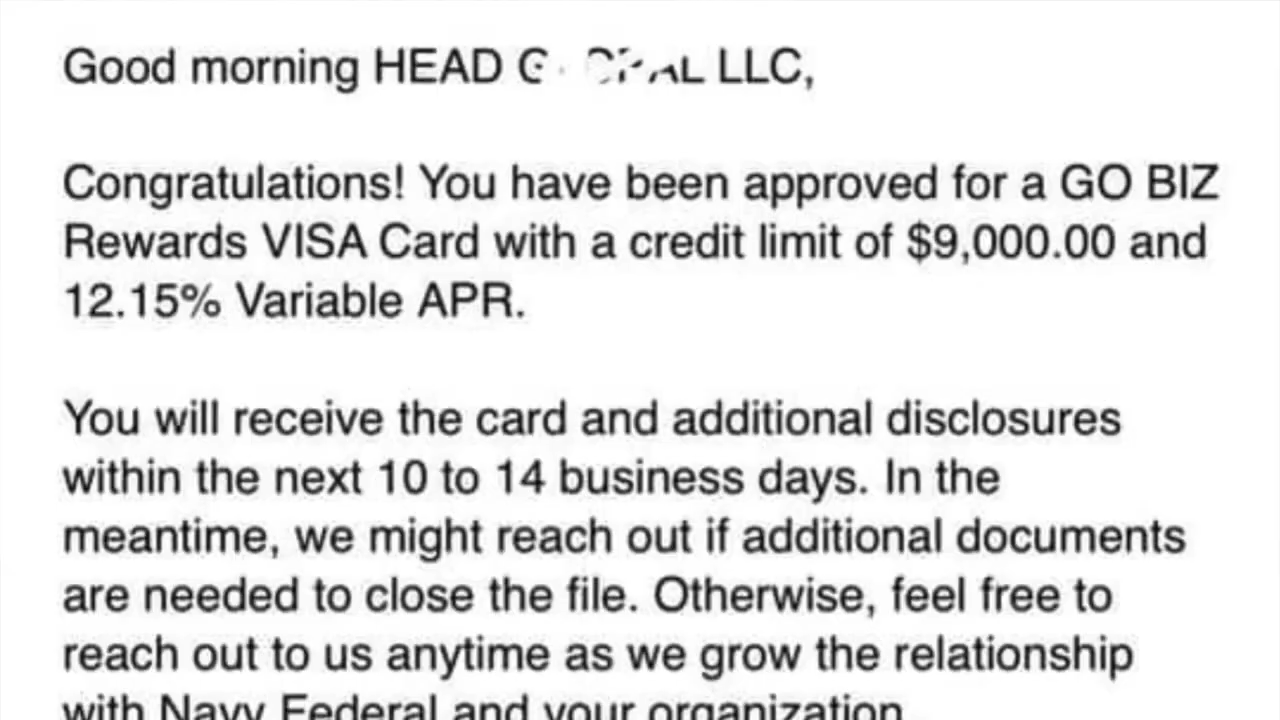 Good morning HEAD LLC,
Congratulations! You have been approved for a GO BIZ
Rewards VISA Card with a credit limit of $9,000.00 and
12.15% Variable APR.
You will receive the card and additional disclosures
within the next 10 to 14 business days. In the
meantime, we might reach out if additional documents
are needed to close the file. Otherwise, feel free to
reach out to us anytime as we grow the relationship
with Navy Federal and your organization.